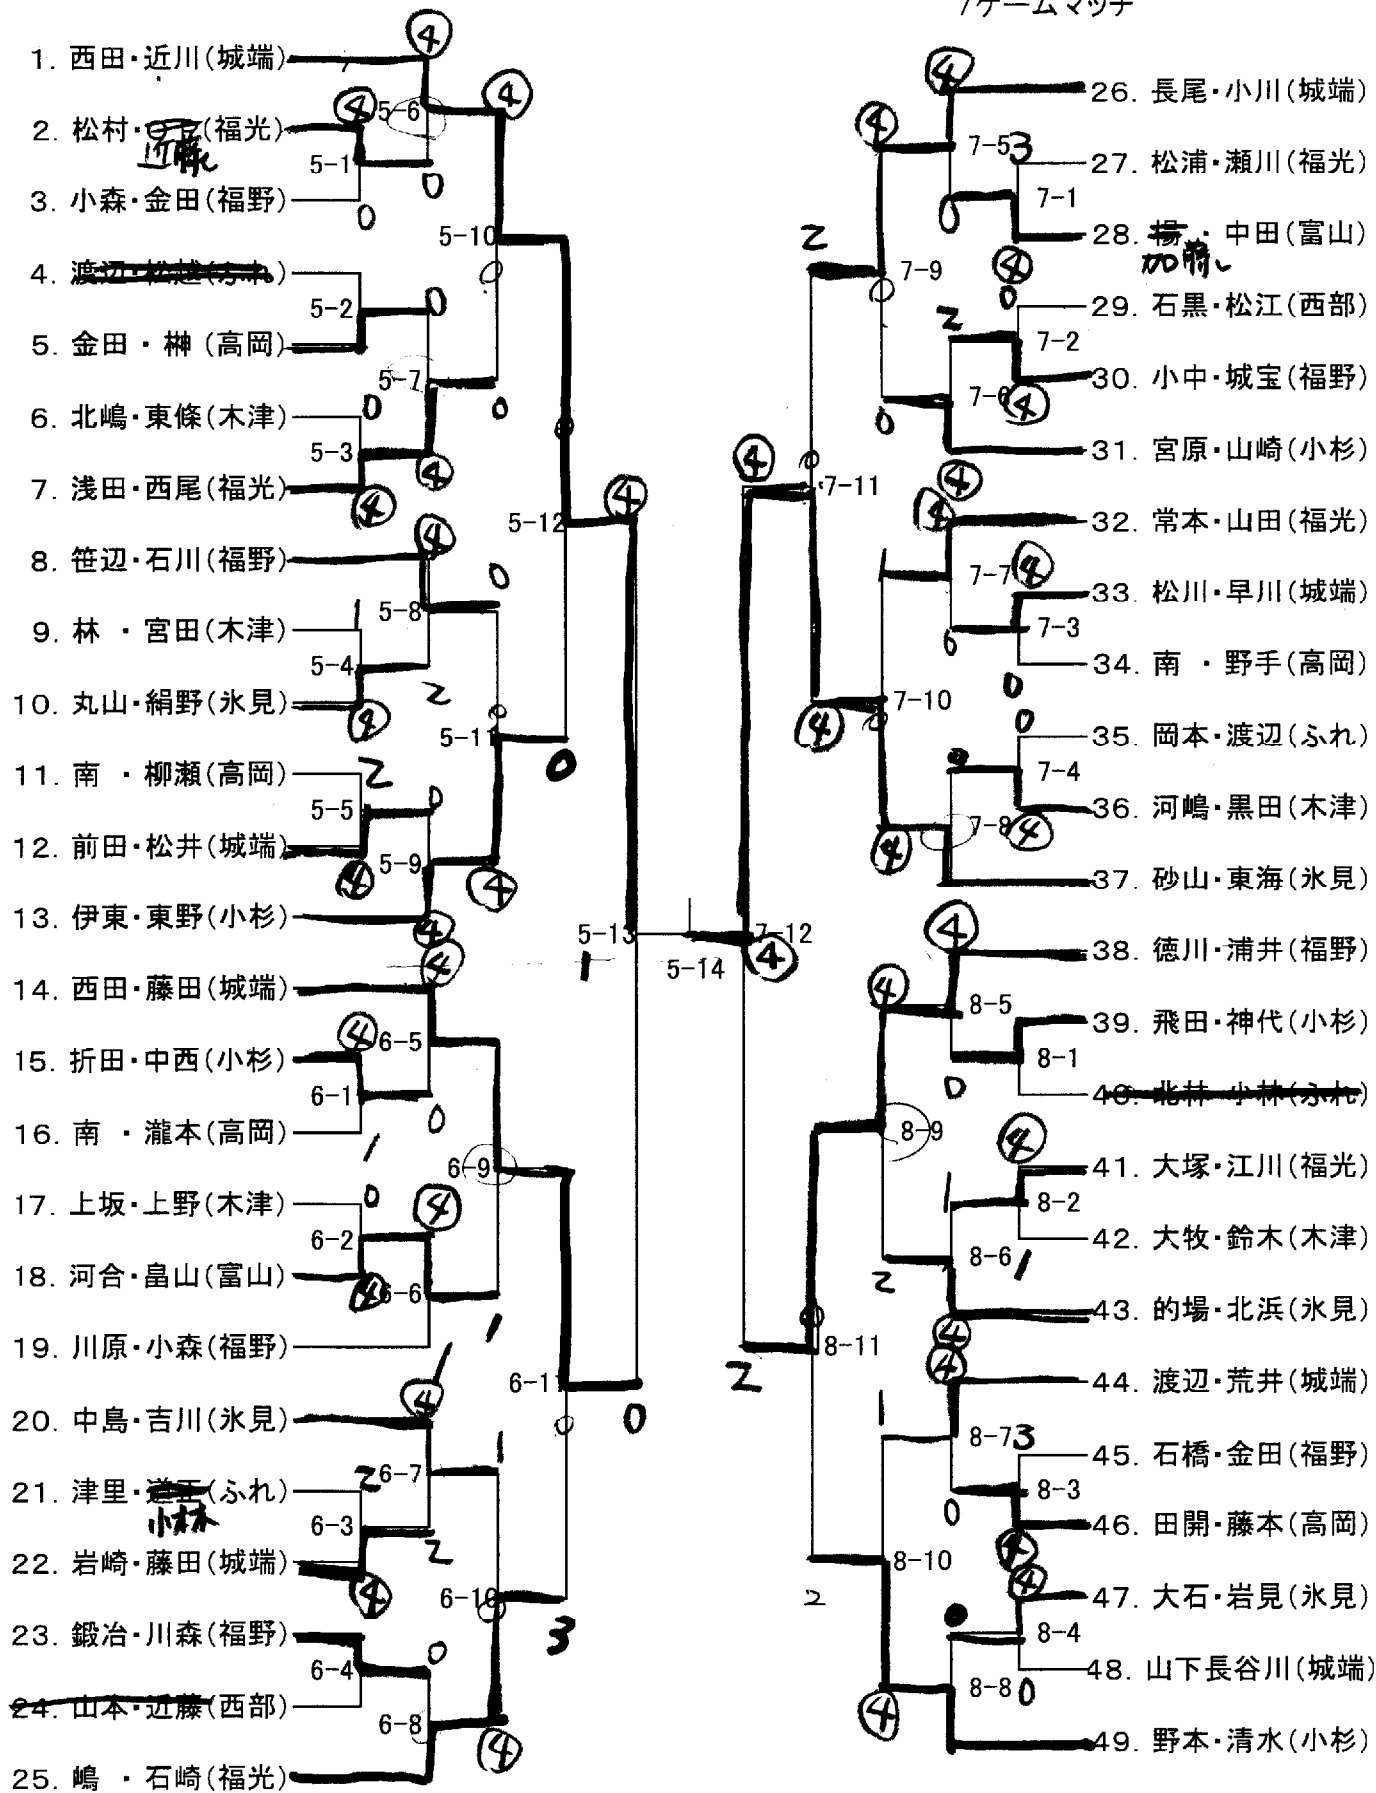 7ゲームマッチ
1. 西田・近川(城端)
2. 松村・(福光)
近藤
3. 小森・金田(福野)
4. 渡辺・松越(ふれ)
5. 金田・榊(高岡)
6. 北嶋・東條(木津)
7. 浅田・西尾(福光)
8. 笹辺・石川(福野)
9. 林・宮田(木津)
10. 丸山・絹野(氷見)
11. 南・柳瀬(高岡)
12. 前田・松井(城端)
13. 伊東・東野(小杉)
14. 西田・藤田(城端)
15. 折田・中西(小杉)
16. 南・瀧本(高岡)
17. 上坂・上野(木津)
18. 河合・畠山(富山)
19. 川原・小森(福野)
20. 中島・吉川(氷見)
21. 津里・道正(ふれ)
小林
22. 岩崎・藤田(城端)
23. 鍛冶・川森(福野)
24. 山本・近藤(西部)
25. 嶋・石崎(福光)
5-1
5-2
5-3
5-4
5-5
6-1
6-2
6-3
6-4
5-6
5-7
5-8
5-9
6-5
6-6
6-7
6-8
5-10
5-11
6-9
6-10
5-12
6-11
5-13
5-14
7-12
7-11
8-11
7-9
7-10
8-9
8-10
7-5
7-6
7-7
7-8
8-5
8-6
8-7
8-8
7-1
7-2
7-3
7-4
8-1
8-2
8-3
8-4
26. 長尾・小川(城端)
27. 松浦・瀬川(福光)
28. 楊・中田(富山)
加藤
29. 石黒・松江(西部)
30. 小中・城宝(福野)
31. 宮原・山崎(小杉)
32. 常本・山田(福光)
33. 松川・早川(城端)
34. 南・野手(高岡)
35. 岡本・渡辺(ふれ)
36. 河嶋・黒田(木津)
37. 砂山・東海(氷見)
38. 徳川・浦井(福野)
39. 飛田・神代(小杉)
40. 北林・小林(ふれ)
41. 大塚・江川(福光)
42. 大牧・鈴木(木津)
43. 的場・北浜(氷見)
44. 渡辺・荒井(城端)
45. 石橋・金田(福野)
46. 田開・藤本(高岡)
47. 大石・岩見(氷見)
48. 山下長谷川(城端)
49. 野本・清水(小杉)